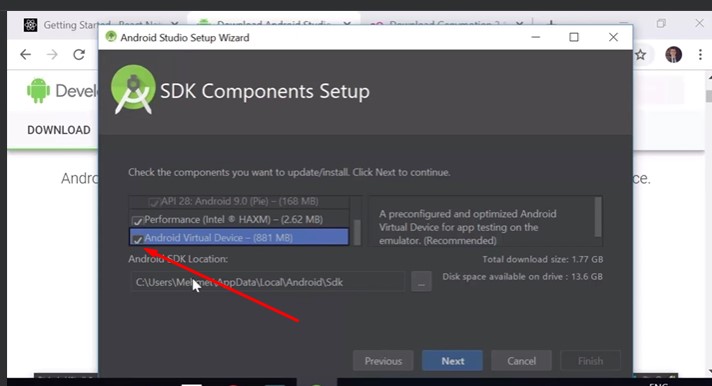 Getting Started · React Nat
Download Android Studio
Android Studio Setup Wizard
Develo
SDK Components Setup
DOWNLOAD
Check the components you want to update/install. Click Next to continue.
Andro
ce.
API 28: Android 9.0 (Pie) – (168 MB)
Performance (Intel ® HAXM) – (2.62 MB)
Android Virtual Device – (881 MB)
A preconfigured and optimized Android
Virtual Device for app testing on the
emulator. (Recommended)
Android SDK Location:
Total download size: 1.77 GB
C:\Users\Mehmet\AppData\Local\Android\Sdk
...
Disk space available on drive : 13.6 GB
Previous
Next
Cancel
Finish
ENG